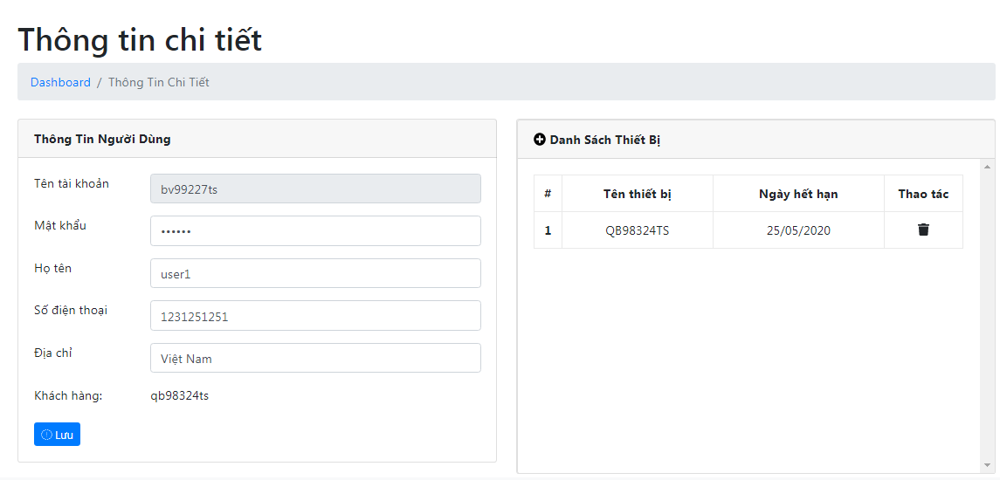 Thông tin chi tiết
Dashboard / Thông Tin Chi Tiết
Thông Tin Người Dùng
Tên tài khoản bv99227ts
Mật khẩu ••••••
Họ tên user1
Số điện thoại 1231251251
Địa chỉ Việt Nam
Khách hàng: qb98324ts
Lưu
Danh Sách Thiết Bị
# Tên thiết bị Ngày hết hạn Thao tác
1 QB98324TS 25/05/2020